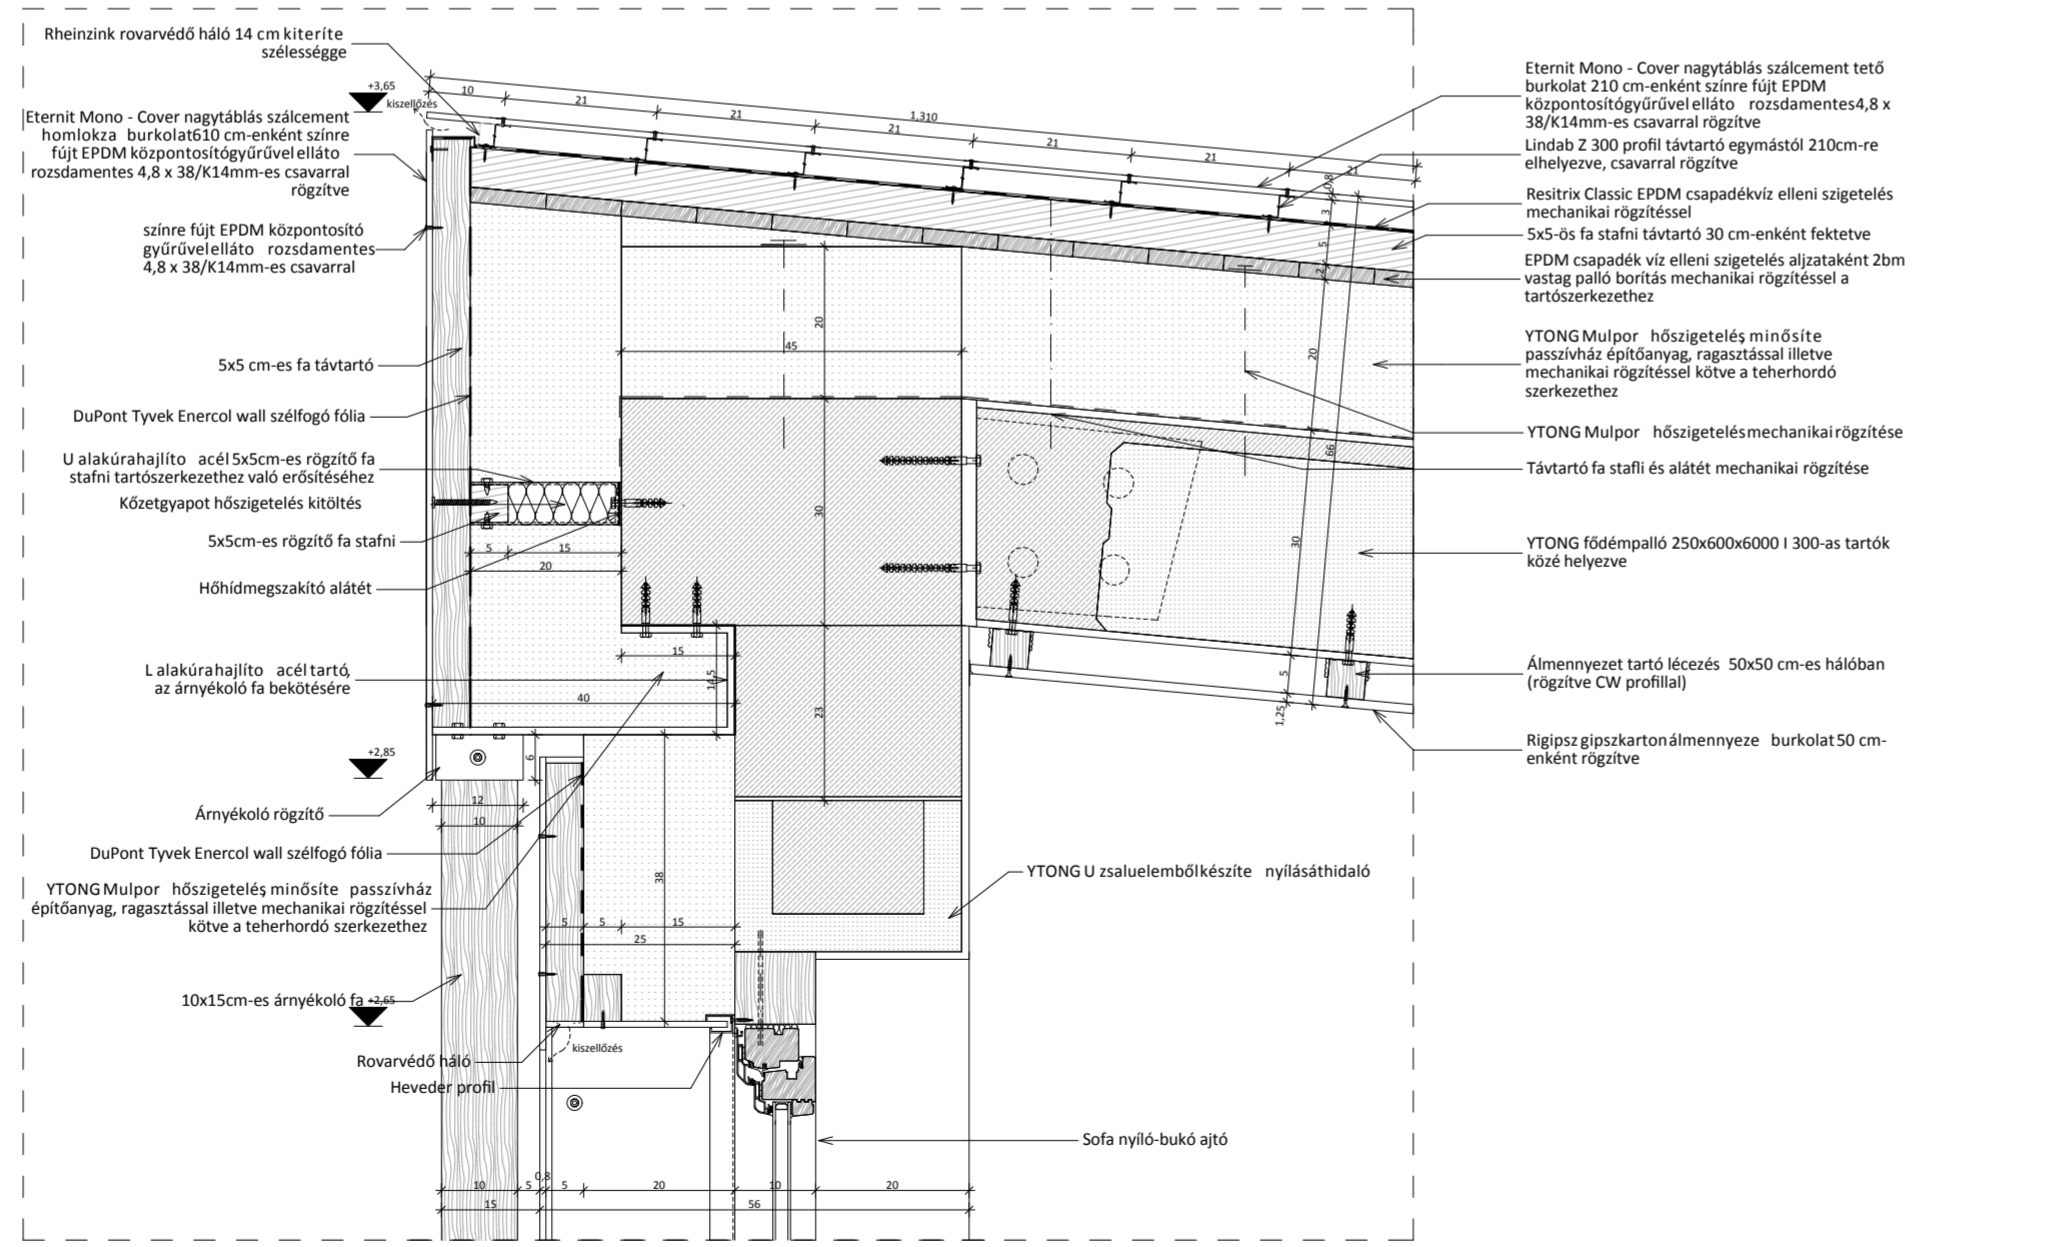 Rheinzink rovarvédő háló 14 cm kiteríte
szélességge
+3,65
kiszellőzés
Eternit Mono - Cover nagytáblás szálcement
homlokza burkolat610 cm-enként színre
fújt EPDM központosítógyűrűvel elláto
rozsdamentes 4,8 x 38/K14mm-es csavarral
rögzítve
színre fújt EPDM központosító
gyűrűvel elláto rozsdamentes
4,8 x 38/K14mm-es csavarral
5x5 cm-es fa távtartó
DuPont Tyvek Enercol wall szélfogó fólia
U alakúra hajlíto acél 5x5cm-es rögzítő fa
stafni tartószerkezethez való erősítéséhez
Kőzetgyapot hőszigetelés kitöltés
5x5cm-es rögzítő fa stafni
Hőhídmegszakító alátét
L alakúra hajlíto acél tartó,
az árnyékoló fa bekötésére
+2,85
Árnyékoló rögzítő
DuPont Tyvek Enercol wall szélfogó fólia
YTONG Mulpor hőszigetelés, minősíte passzívház
építőanyag, ragasztással illetve mechanikai rögzítéssel
kötve a teherhordó szerkezethez
10x15cm-es árnyékoló fa
+2,65
Rovarvédő háló
kiszellőzés
Heveder profil
10
21
21
21
1,310
21
21
21
21
0,8
3
5
2
20
66
30
5
1,25
20
45
30
5
15
20
15
14,5
40
23
6
12
10
38
5
5
15
25
0,8
10
5
5
20
10
20
15
56
Eternit Mono - Cover nagytáblás szálcement tető
burkolat 210 cm-enként színre fújt EPDM
központosítógyűrűvel elláto rozsdamentes4,8 x
38/K14mm-es csavarral rögzítve
Lindab Z 300 profil távtartó egymástól 210cm-re
elhelyezve, csavarral rögzítve
Resitrix Classic EPDM csapadékvíz elleni szigetelés
mechanikai rögzítéssel
5x5-ös fa stafni távtartó 30 cm-enként fektetve
EPDM csapadék víz elleni szigetelés aljzataként 2bm
vastag palló borítás mechanikai rögzítéssel a
tartószerkezethez
YTONG Mulpor hőszigetelés, minősíte
passzívház építőanyag, ragasztással illetve
mechanikai rögzítéssel kötve a teherhordó
szerkezethez
YTONG Mulpor hőszigetelés mechanikai rögzítése
Távtartó fa stafli és alátét mechanikai rögzítése
YTONG födémpalló 250x600x6000 I 300-as tartók
közé helyezve
Álmennyezet tartó lécezés 50x50 cm-es hálóban
(rögzítve CW profillal)
Rigipsz gipszkarton álmennyeze burkolat 50 cm-
enként rögzítve
YTONG U zsaluelemből készíte nyílásáthidaló
Sofa nyíló-bukó ajtó